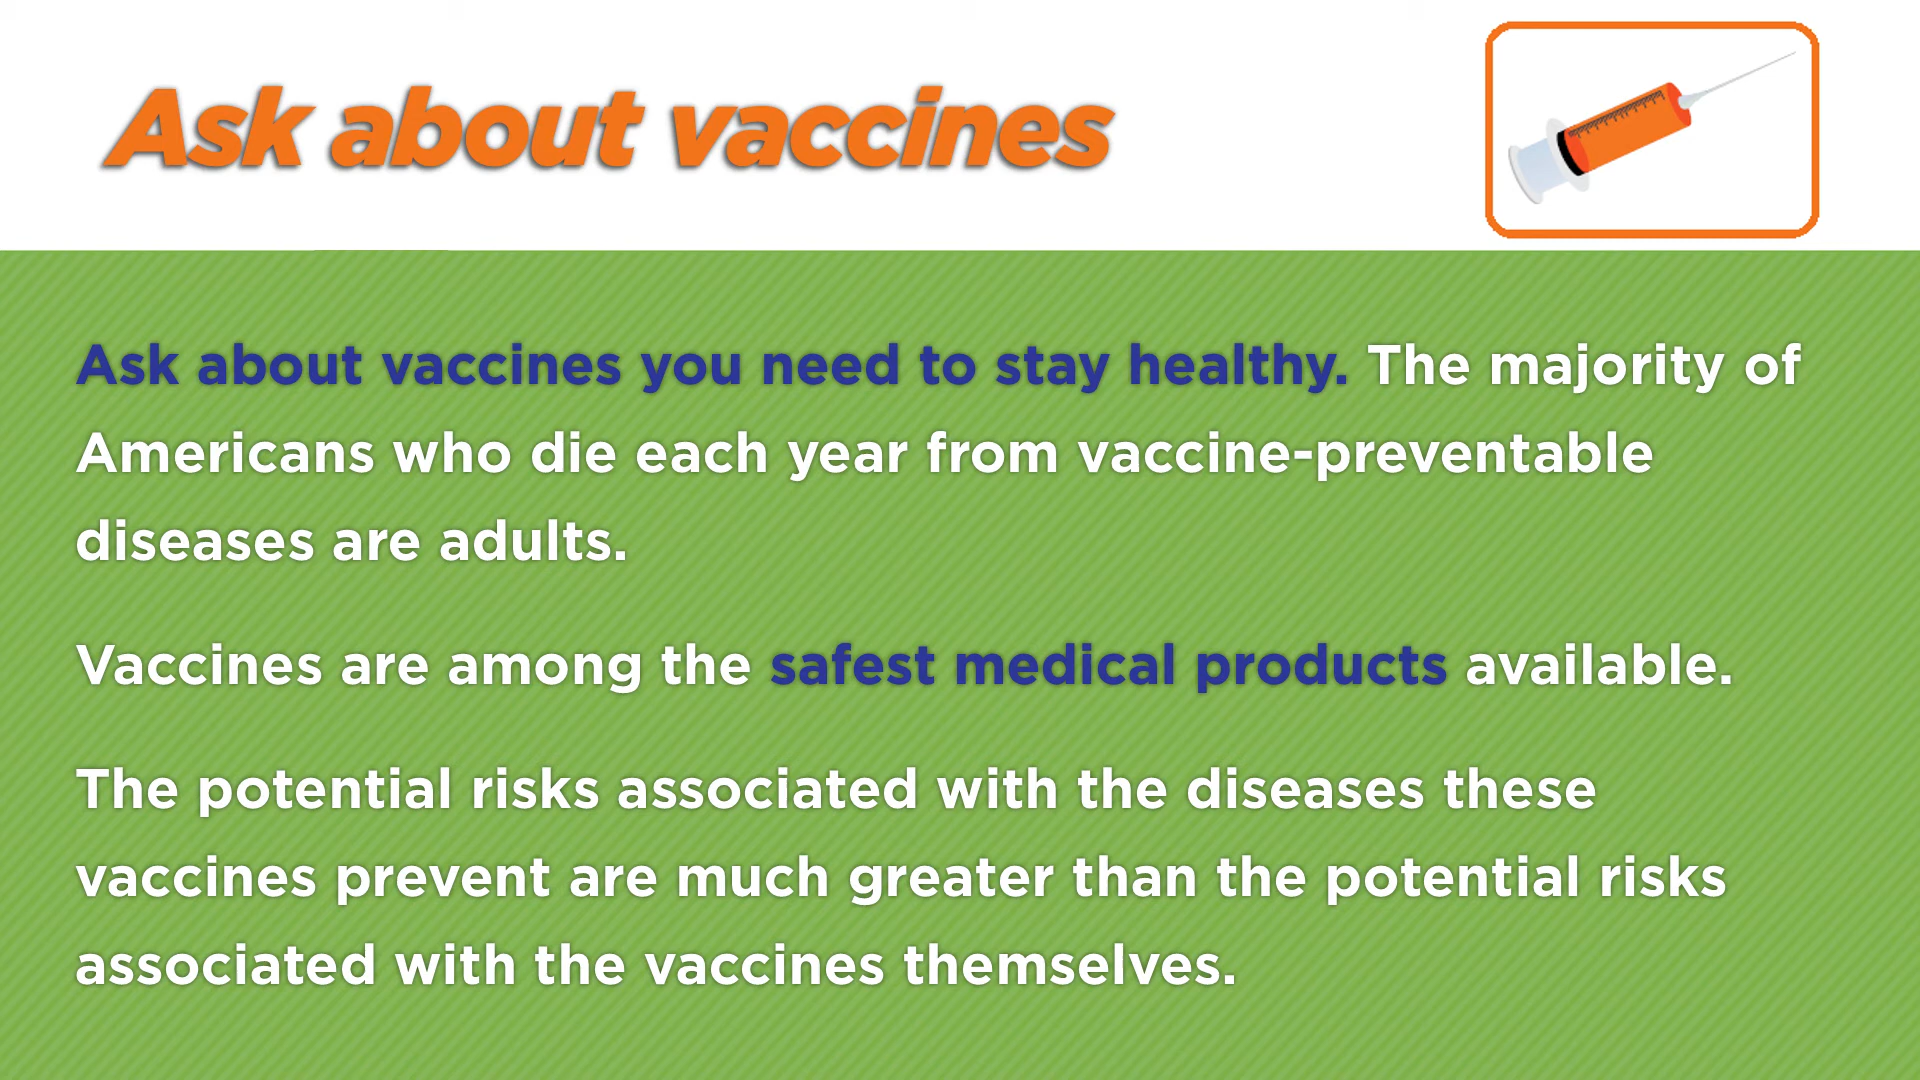 Ask about vaccines
Ask about vaccines you need to stay healthy. The majority of
Americans who die each year from vaccine-preventable
diseases are adults.
Vaccines are among the safest medical products available.
The potential risks associated with the diseases these
vaccines prevent are much greater than the potential risks
associated with the vaccines themselves.